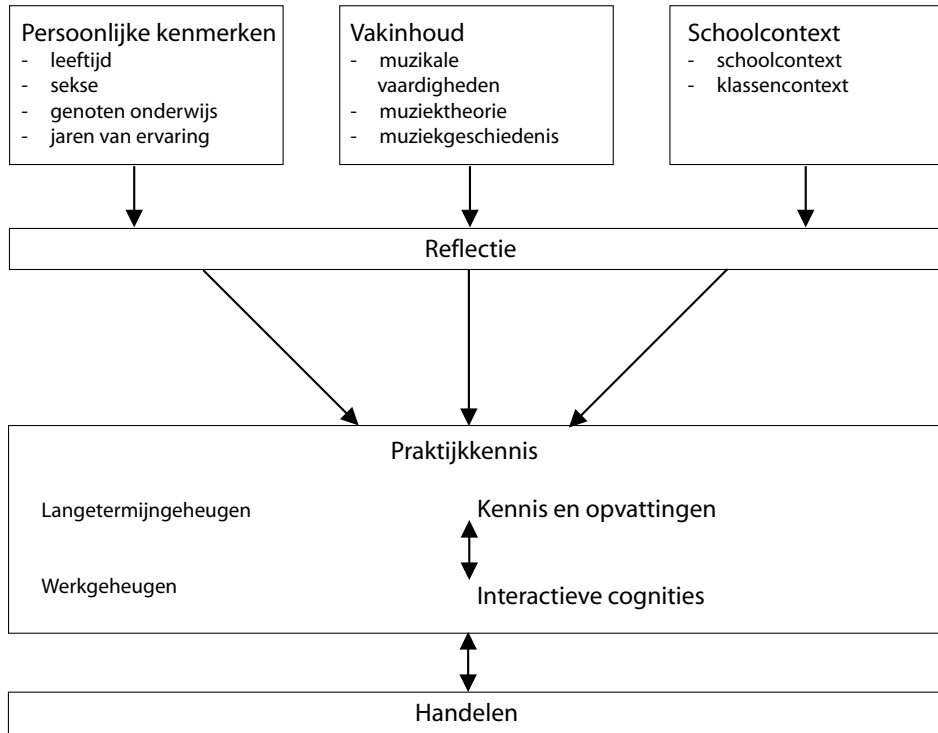 Persoonlijke kenmerken
- leeftijd
- sekse
- genoten onderwijs
- jaren van ervaring
Vakinhoud
- muzikale
vaardigheden
- muziektheorie
- muziekgeschiedenis
Schoolcontext
- schoolcontext
- klassencontext
Reflectie
Praktijkkennis
Langetermijngeheugen
Kennis en opvattingen
Werkgeheugen
Interactieve cognities
Handelen